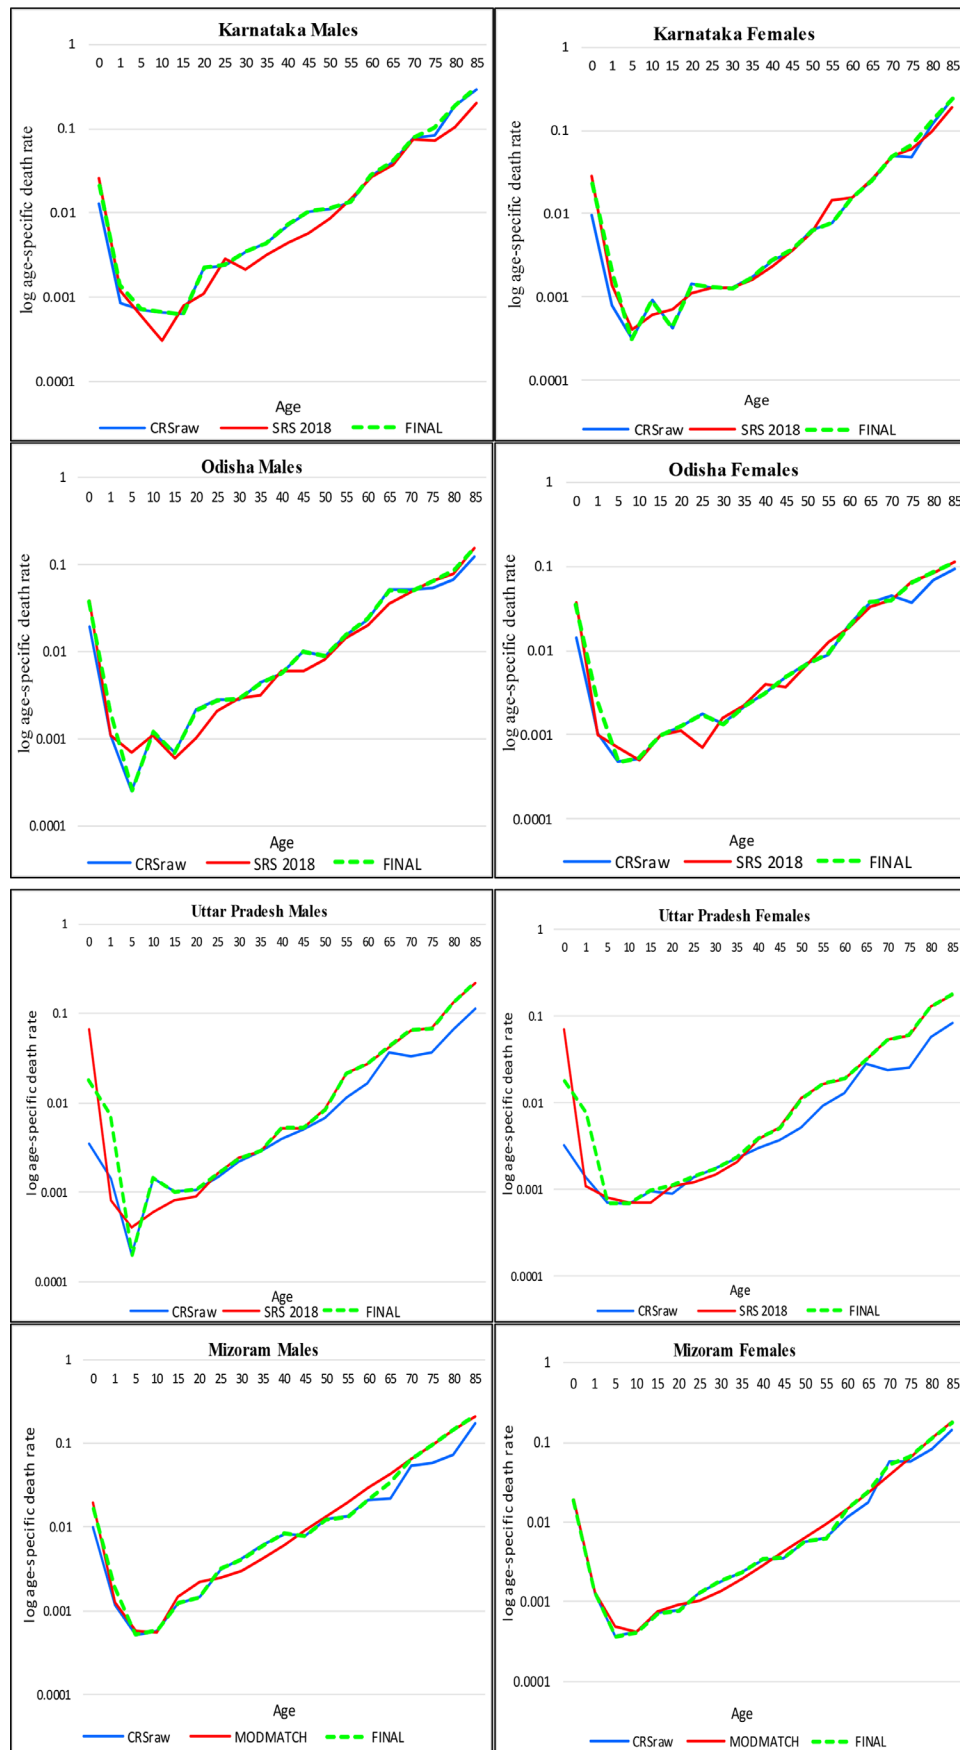 Karnataka Males
1
0 1 5 10 15 20 25 30 35 40 45 50 55 60 65 70 75 80 85
0.1
0.01
0.001
0.0001
log age-specific death rate
Age
CRSraw SRS 2018 FINAL
Karnataka Females
1
0 1 5 10 15 20 25 30 35 40 45 50 55 60 65 70 75 80 85
0.1
0.01
0.001
0.0001
log age-specific death rate
Age
CRSraw SRS 2018 FINAL
Odisha Males
1
0 1 5 10 15 20 25 30 35 40 45 50 55 60 65 70 75 80 85
0.1
0.01
0.001
0.0001
log age-specific death rate
Age
CRSraw SRS 2018 FINAL
Odisha Females
1
0 1 5 10 15 20 25 30 35 40 45 50 55 60 65 70 75 80 85
0.1
0.01
0.001
0.0001
log age-specific death rate
Age
CRSraw SRS 2018 FINAL
Uttar Pradesh Males
1
0 1 5 10 15 20 25 30 35 40 45 50 55 60 65 70 75 80 85
0.1
0.01
0.001
0.0001
log age-specific death rate
Age
CRSraw SRS 2018 FINAL
Uttar Pradesh Females
1
0 1 5 10 15 20 25 30 35 40 45 50 55 60 65 70 75 80 85
0.1
0.01
0.001
0.0001
log age-specific death rate
Age
CRSraw SRS 2018 FINAL
Mizoram Males
1
0 1 5 10 15 20 25 30 35 40 45 50 55 60 65 70 75 80 85
0.1
0.01
0.001
0.0001
log age-specific death rate
Age
CRSraw MODMATCH FINAL
Mizoram Females
1
0 1 5 10 15 20 25 30 35 40 45 50 55 60 65 70 75 80 85
0.1
0.01
0.001
0.0001
log age-specific death rate
Age
CRSraw MODMATCH FINAL